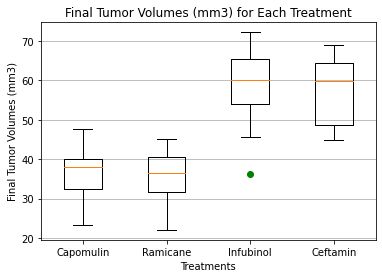 Final Tumor Volumes (mm3) for Each Treatment
Final Tumor Volumes (mm3)
70
60
50
40
30
20
Capomulin Ramicane Infubinol Ceftamin
Treatments